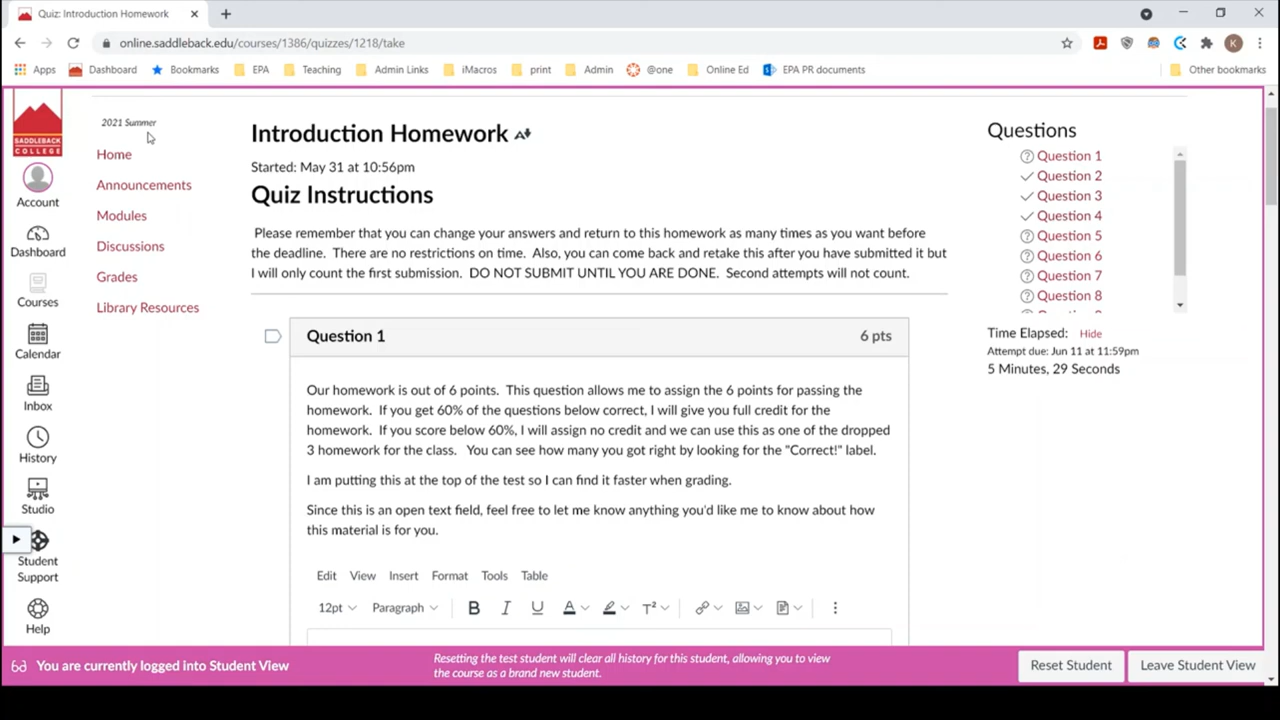 Quiz: Introduction Homework
online.saddleback.edu/courses/1386/quizzes/1218/take
K
Apps
Dashboard
Bookmarks
EPA
Teaching
Admin Links
iMacros
print
Admin
@one
Online Ed
EPA PR documents
Other bookmarks
SADDLEBACK
COLLEGE
Account
Dashboard
Courses
Calendar
Inbox
History
Studio
Student
Support
Help
2021 Summer
Home
Announcements
Modules
Discussions
Grades
Library Resources
Introduction Homework
Started: May 31 at 10:56pm
Quiz Instructions
Please remember that you can change your answers and return to this homework as many times as you want before
the deadline. There are no restrictions on time. Also, you can come back and retake this after you have submitted it but
I will only count the first submission. DO NOT SUBMIT UNTIL YOU ARE DONE. Second attempts will not count.
Question 1
6 pts
Our homework is out of 6 points. This question allows me to assign the 6 points for passing the
homework. If you get 60% of the questions below correct, I will give you full credit for the
homework. If you score below 60%, I will assign no credit and we can use this as one of the dropped
3 homework for the class. You can see how many you got right by looking for the "Correct!" label.
I am putting this at the top of the test so I can find it faster when grading.
Since this is an open text field, feel free to let me know anything you'd like me to know about how
this material is for you.
Edit View Insert Format Tools Table
12pt Paragraph B I U A T²
Questions
Question 1
Question 2
Question 3
Question 4
Question 5
Question 6
Question 7
Question 8
Time Elapsed: Hide
Attempt due: Jun 11 at 11:59pm
5 Minutes, 29 Seconds
You are currently logged into Student View
Resetting the test student will clear all history for this student, allowing you to view
the course as a brand new student.
Reset Student
Leave Student View